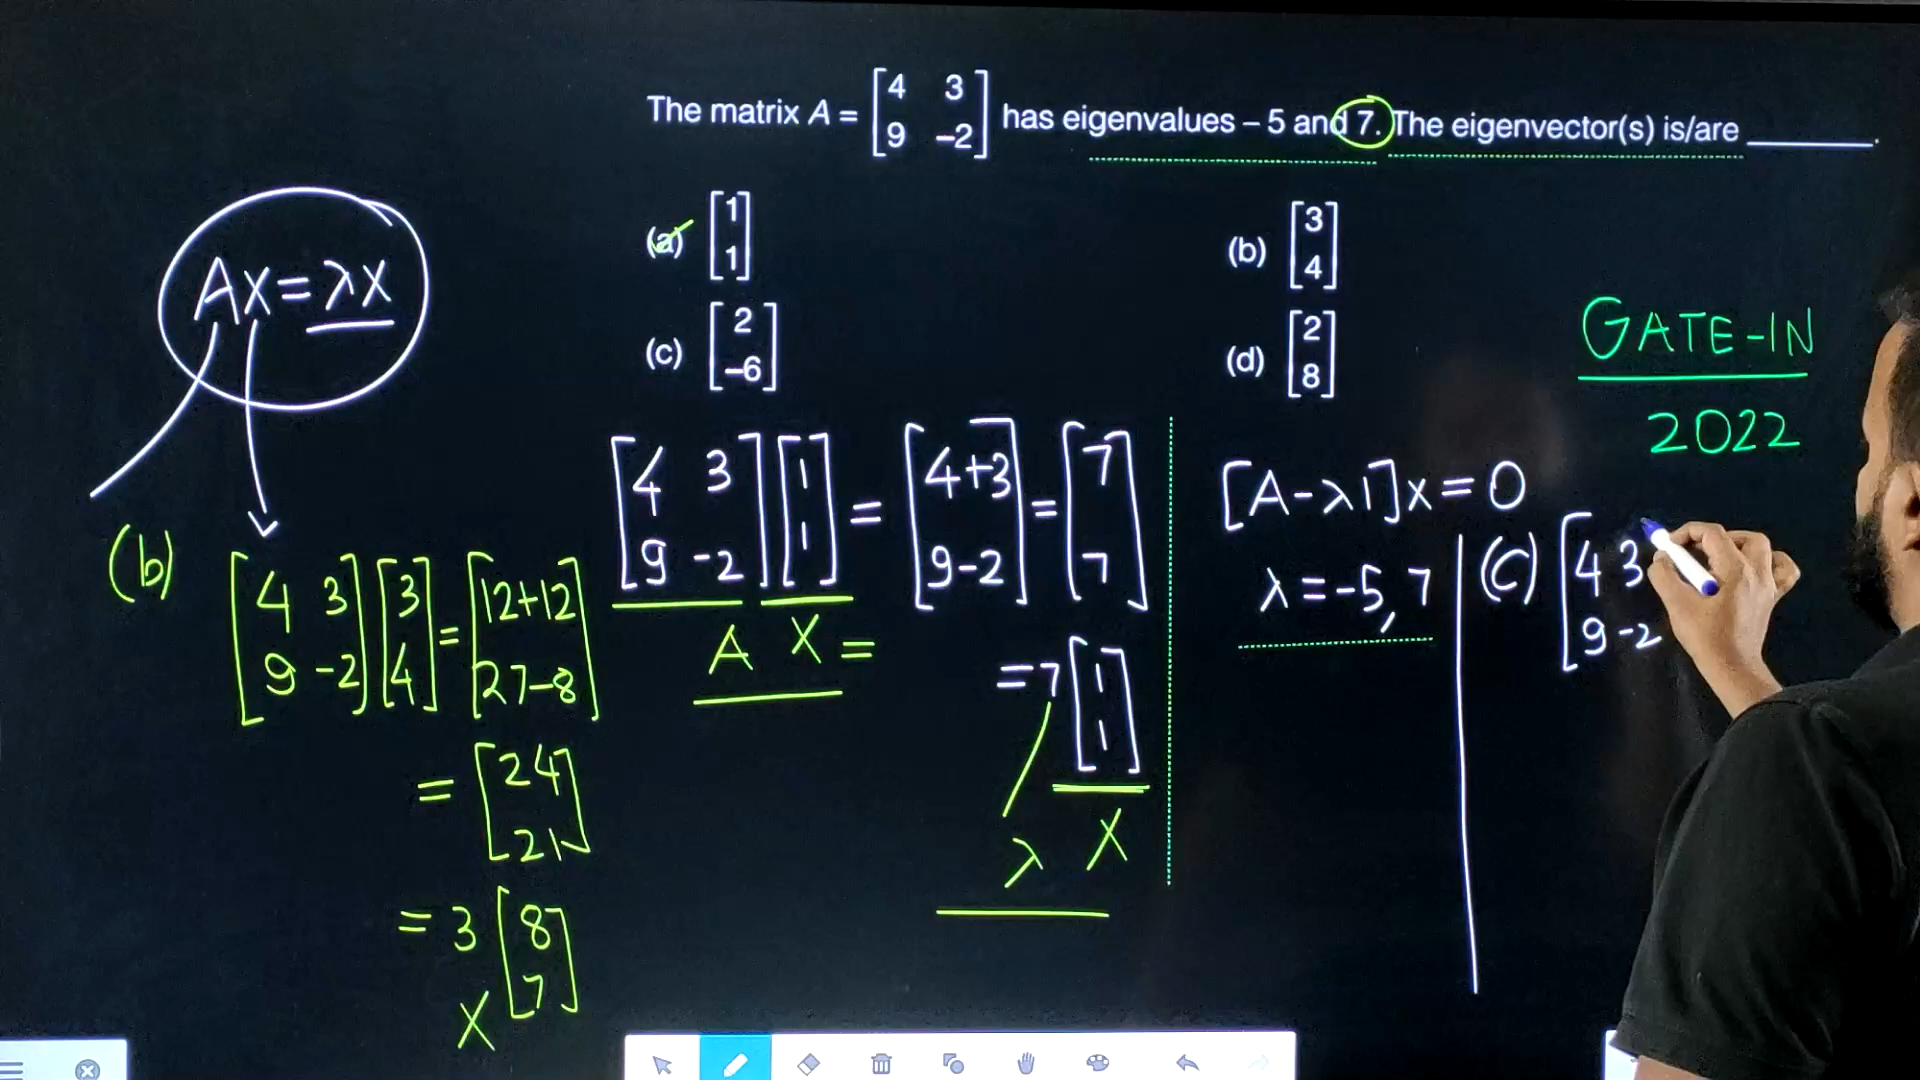 The matrix A = [4 3; 9 –2] has eigenvalues – 5 and 7. The eigenvector(s) is/are ________.
(a) [1; 1]
(b) [3; 4]
(c) [2; –6]
(d) [2; 8]
GATE-IN
2022
AX = λX
[4 3; 9 -2] [1; 1] = [4+3; 9-2] = [7; 7]
A X =
= 7 [1; 1]
λ X
(b) [4 3; 9 -2] [3; 4] = [12+12; 27-8]
= [24; 21]
= 3 [8; 7]
X
[A-λI]x = 0
λ = -5, 7
(C) [4 3
9 -2